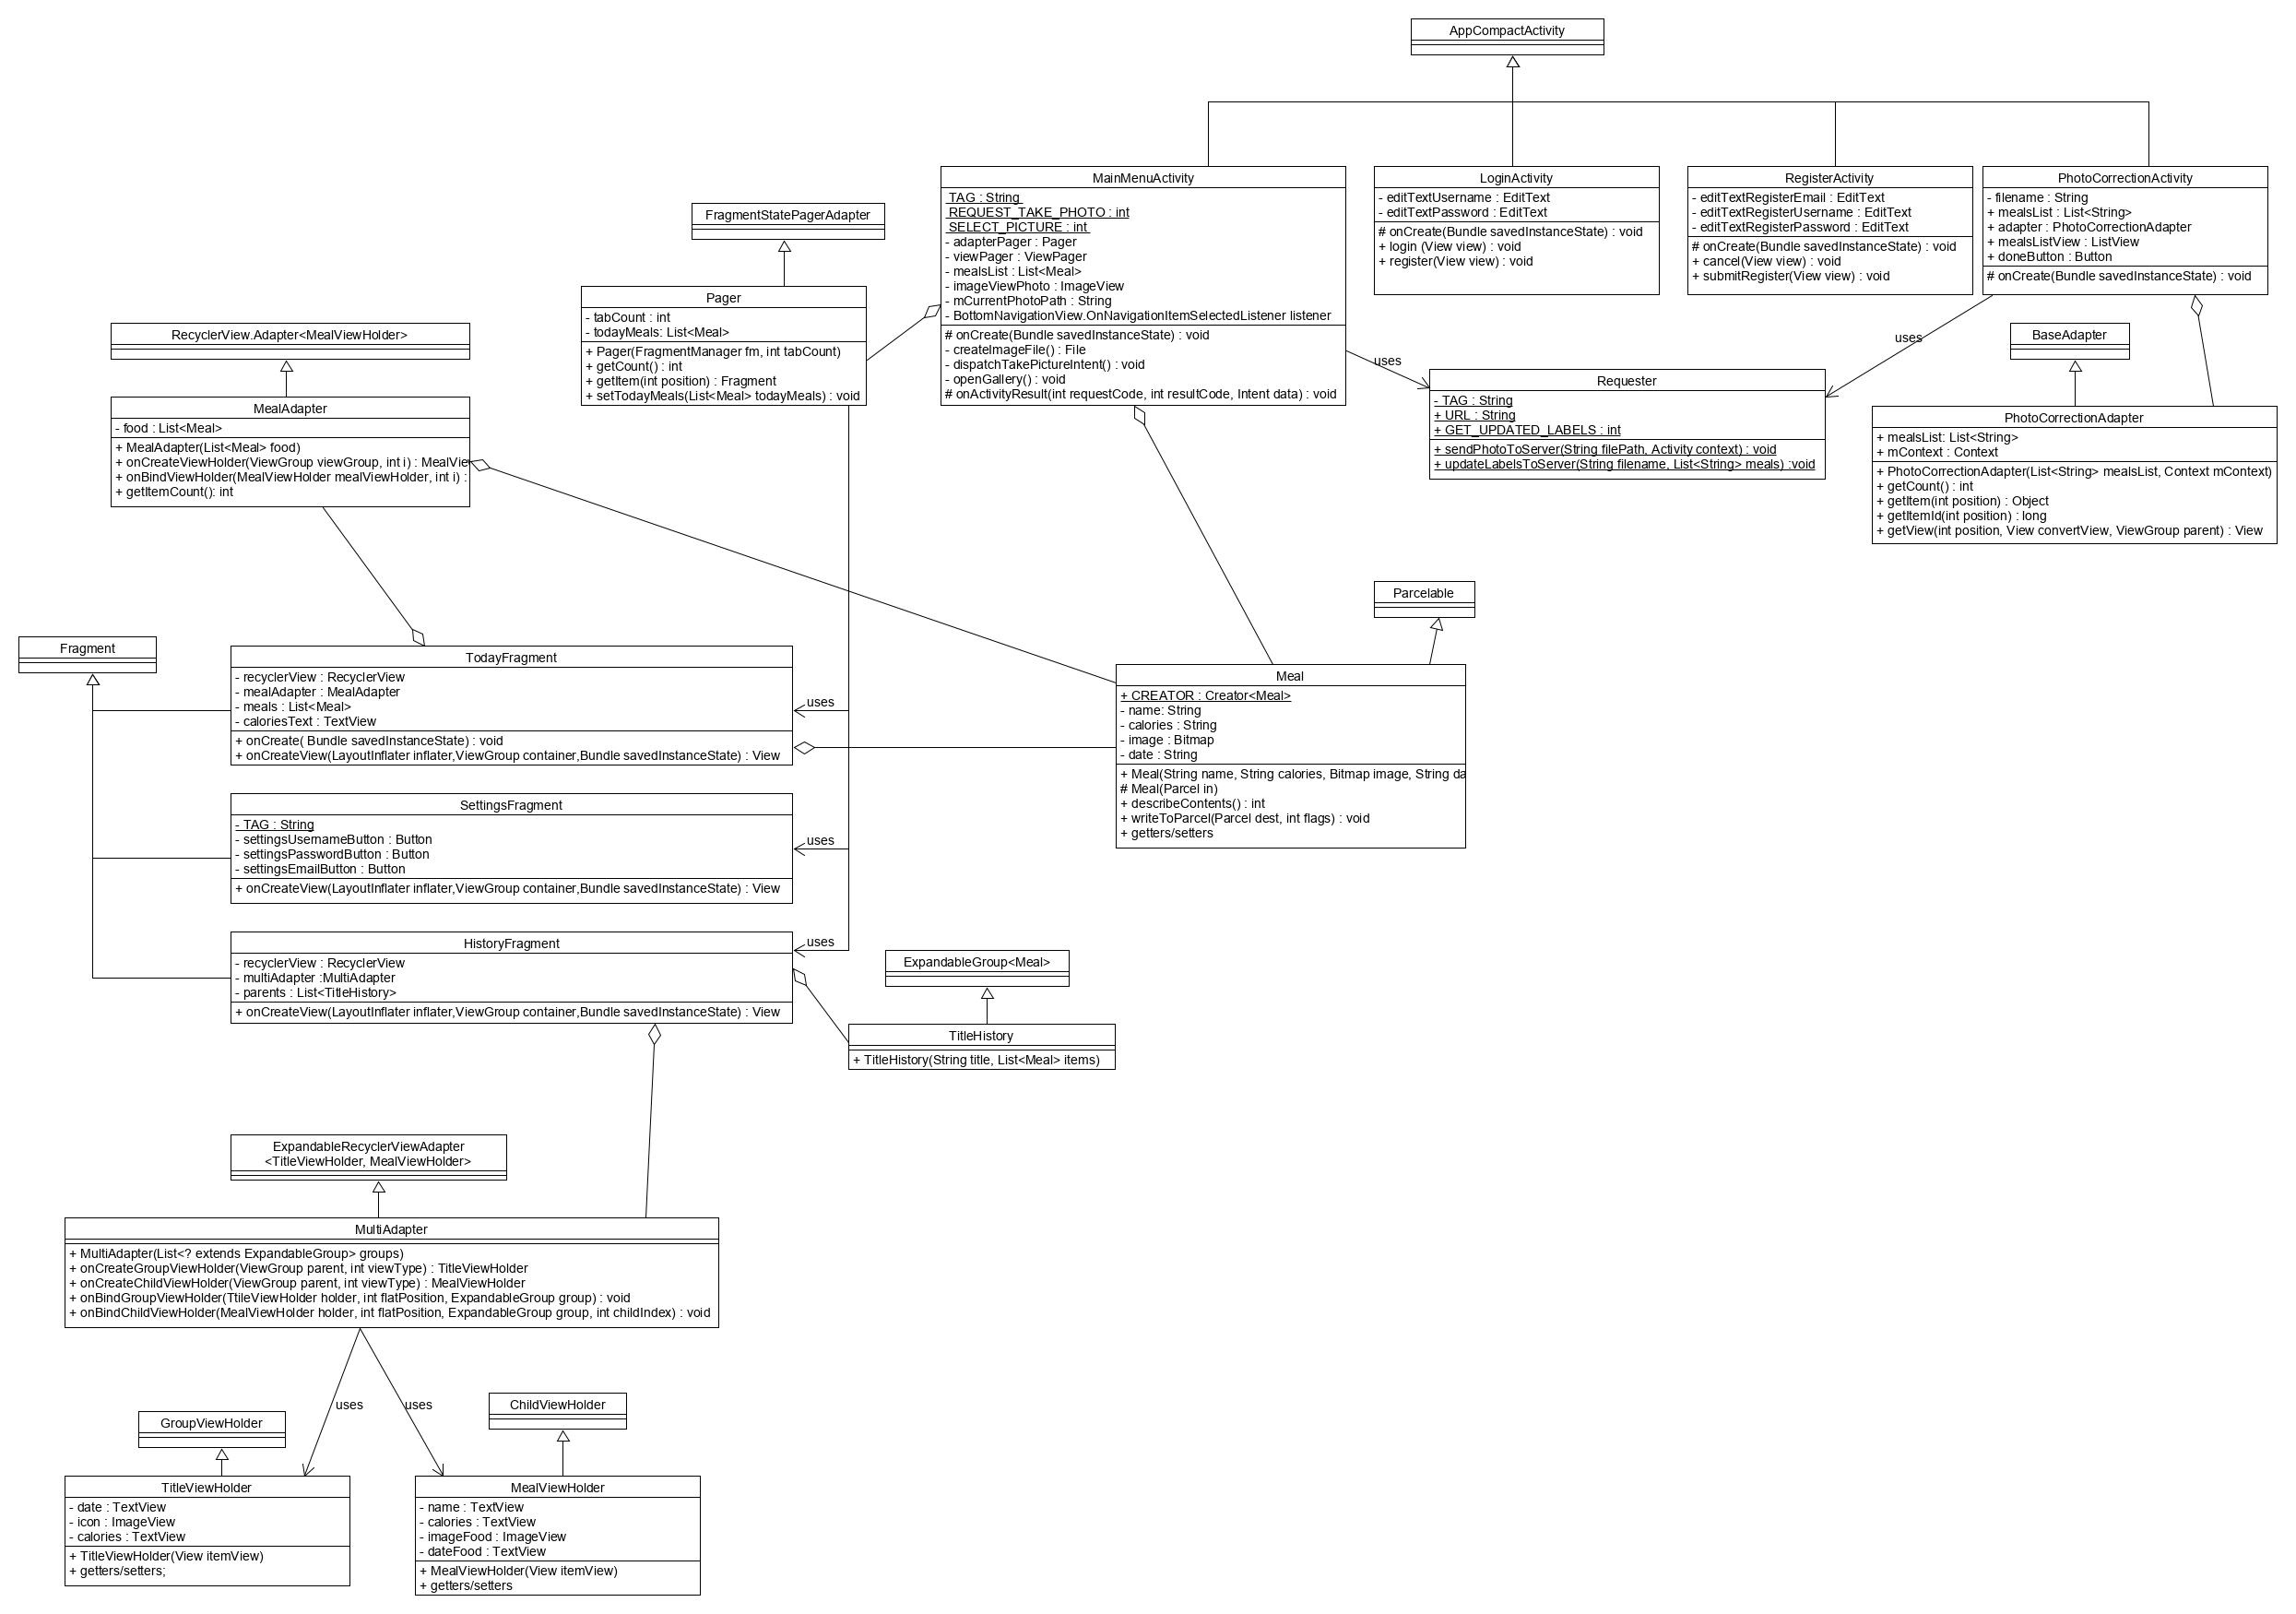 AppCompactActivity
MainMenuActivity
TAG : String
REQUEST_TAKE_PHOTO : int
SELECT_PICTURE : int
- adapterPager : Pager
- viewPager : ViewPager
- mealsList : List<Meal>
- imageViewPhoto : ImageView
- mCurrentPhotoPath : String
- BottomNavigationView.OnNavigationItemSelectedListener listener
# onCreate(Bundle savedInstanceState) : void
- createImageFile() : File
- dispatchTakePictureIntent() : void
- openGallery() : void
# onActivityResult(int requestCode, int resultCode, Intent data) : void
LoginActivity
- editTextUsername : EditText
- editTextPassword : EditText
# onCreate(Bundle savedInstanceState) : void
+ login (View view) : void
+ register(View view) : void
RegisterActivity
- editTextRegisterEmail : EditText
- editTextRegisterUsername : EditText
- editTextRegisterPassword : EditText
# onCreate(Bundle savedInstanceState) : void
+ cancel(View view) : void
+ submitRegister(View view) : void
PhotoCorrectionActivity
- filename : String
+ mealsList : List<String>
+ adapter : PhotoCorrectionAdapter
+ mealsListView : ListView
+ doneButton : Button
# onCreate(Bundle savedInstanceState) : void
FragmentStatePagerAdapter
Pager
- tabCount : int
- todayMeals: List<Meal>
+ Pager(FragmentManager fm, int tabCount)
+ getCount() : int
+ getItem(int position) : Fragment
+ setTodayMeals(List<Meal> todayMeals) : void
RecyclerView.Adapter<MealViewHolder>
MealAdapter
- food : List<Meal>
+ MealAdapter(List<Meal> food)
+ onCreateViewHolder(ViewGroup viewGroup, int i) : MealVie
+ onBindViewHolder(MealViewHolder mealViewHolder, int i) :
+ getItemCount(): int
uses
uses
BaseAdapter
Requester
- TAG : String
+ URL : String
+ GET_UPDATED_LABELS : int
+ sendPhotoToServer(String filePath, Activity context) : void
+ updateLabelsToServer(String filename, List<String> meals) :void
PhotoCorrectionAdapter
+ mealsList: List<String>
+ mContext : Context
+ PhotoCorrectionAdapter(List<String> mealsList, Context mContext)
+ getCount() : int
+ getItem(int position) : Object
+ getItemId(int position) : long
+ getView(int position, View convertView, ViewGroup parent) : View
Parcelable
Fragment
TodayFragment
- recyclerView : RecyclerView
- mealAdapter : MealAdapter
- meals : List<Meal>
- caloriesText : TextView
+ onCreate( Bundle savedInstanceState) : void
+ onCreateView(LayoutInflater inflater,ViewGroup container,Bundle savedInstanceState) : View
uses
Meal
+ CREATOR : Creator<Meal>
- name: String
- calories : String
- image : Bitmap
- date : String
+ Meal(String name, String calories, Bitmap image, String da
# Meal(Parcel in)
+ describeContents() : int
+ writeToParcel(Parcel dest, int flags) : void
+ getters/setters
SettingsFragment
- TAG : String
- settingsUsernameButton : Button
- settingsPasswordButton : Button
- settingsEmailButton : Button
+ onCreateView(LayoutInflater inflater,ViewGroup container,Bundle savedInstanceState) : View
uses
HistoryFragment
- recyclerView : RecyclerView
- multiAdapter :MultiAdapter
- parents : List<TitleHistory>
+ onCreateView(LayoutInflater inflater,ViewGroup container,Bundle savedInstanceState) : View
uses
ExpandableGroup<Meal>
TitleHistory
+ TitleHistory(String title, List<Meal> items)
ExpandableRecyclerViewAdapter
<TitleViewHolder, MealViewHolder>
MultiAdapter
+ MultiAdapter(List<? extends ExpandableGroup> groups)
+ onCreateGroupViewHolder(ViewGroup parent, int viewType) : TitleViewHolder
+ onCreateChildViewHolder(ViewGroup parent, int viewType) : MealViewHolder
+ onBindGroupViewHolder(TtileViewHolder holder, int flatPosition, ExpandableGroup group) : void
+ onBindChildViewHolder(MealViewHolder holder, int flatPosition, ExpandableGroup group, int childIndex) : void
uses
uses
GroupViewHolder
ChildViewHolder
TitleViewHolder
- date : TextView
- icon : ImageView
- calories : TextView
+ TitleViewHolder(View itemView)
+ getters/setters;
MealViewHolder
- name : TextView
- calories : TextView
- imageFood : ImageView
- dateFood : TextView
+ MealViewHolder(View itemView)
+ getters/setters